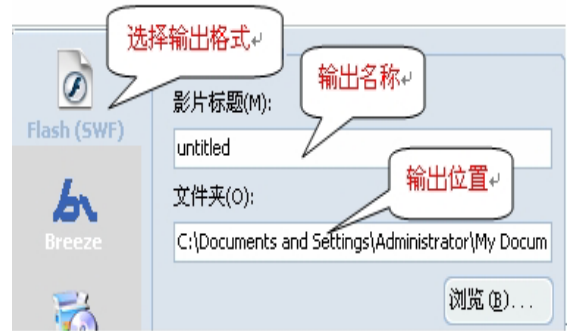 选择输出格式
输出名称
影片标题(M):
Flash (SWF)
untitled
输出位置
文件夹(O):
Breeze
C:\Documents and Settings\Administrator\My Docum
浏览(B)...